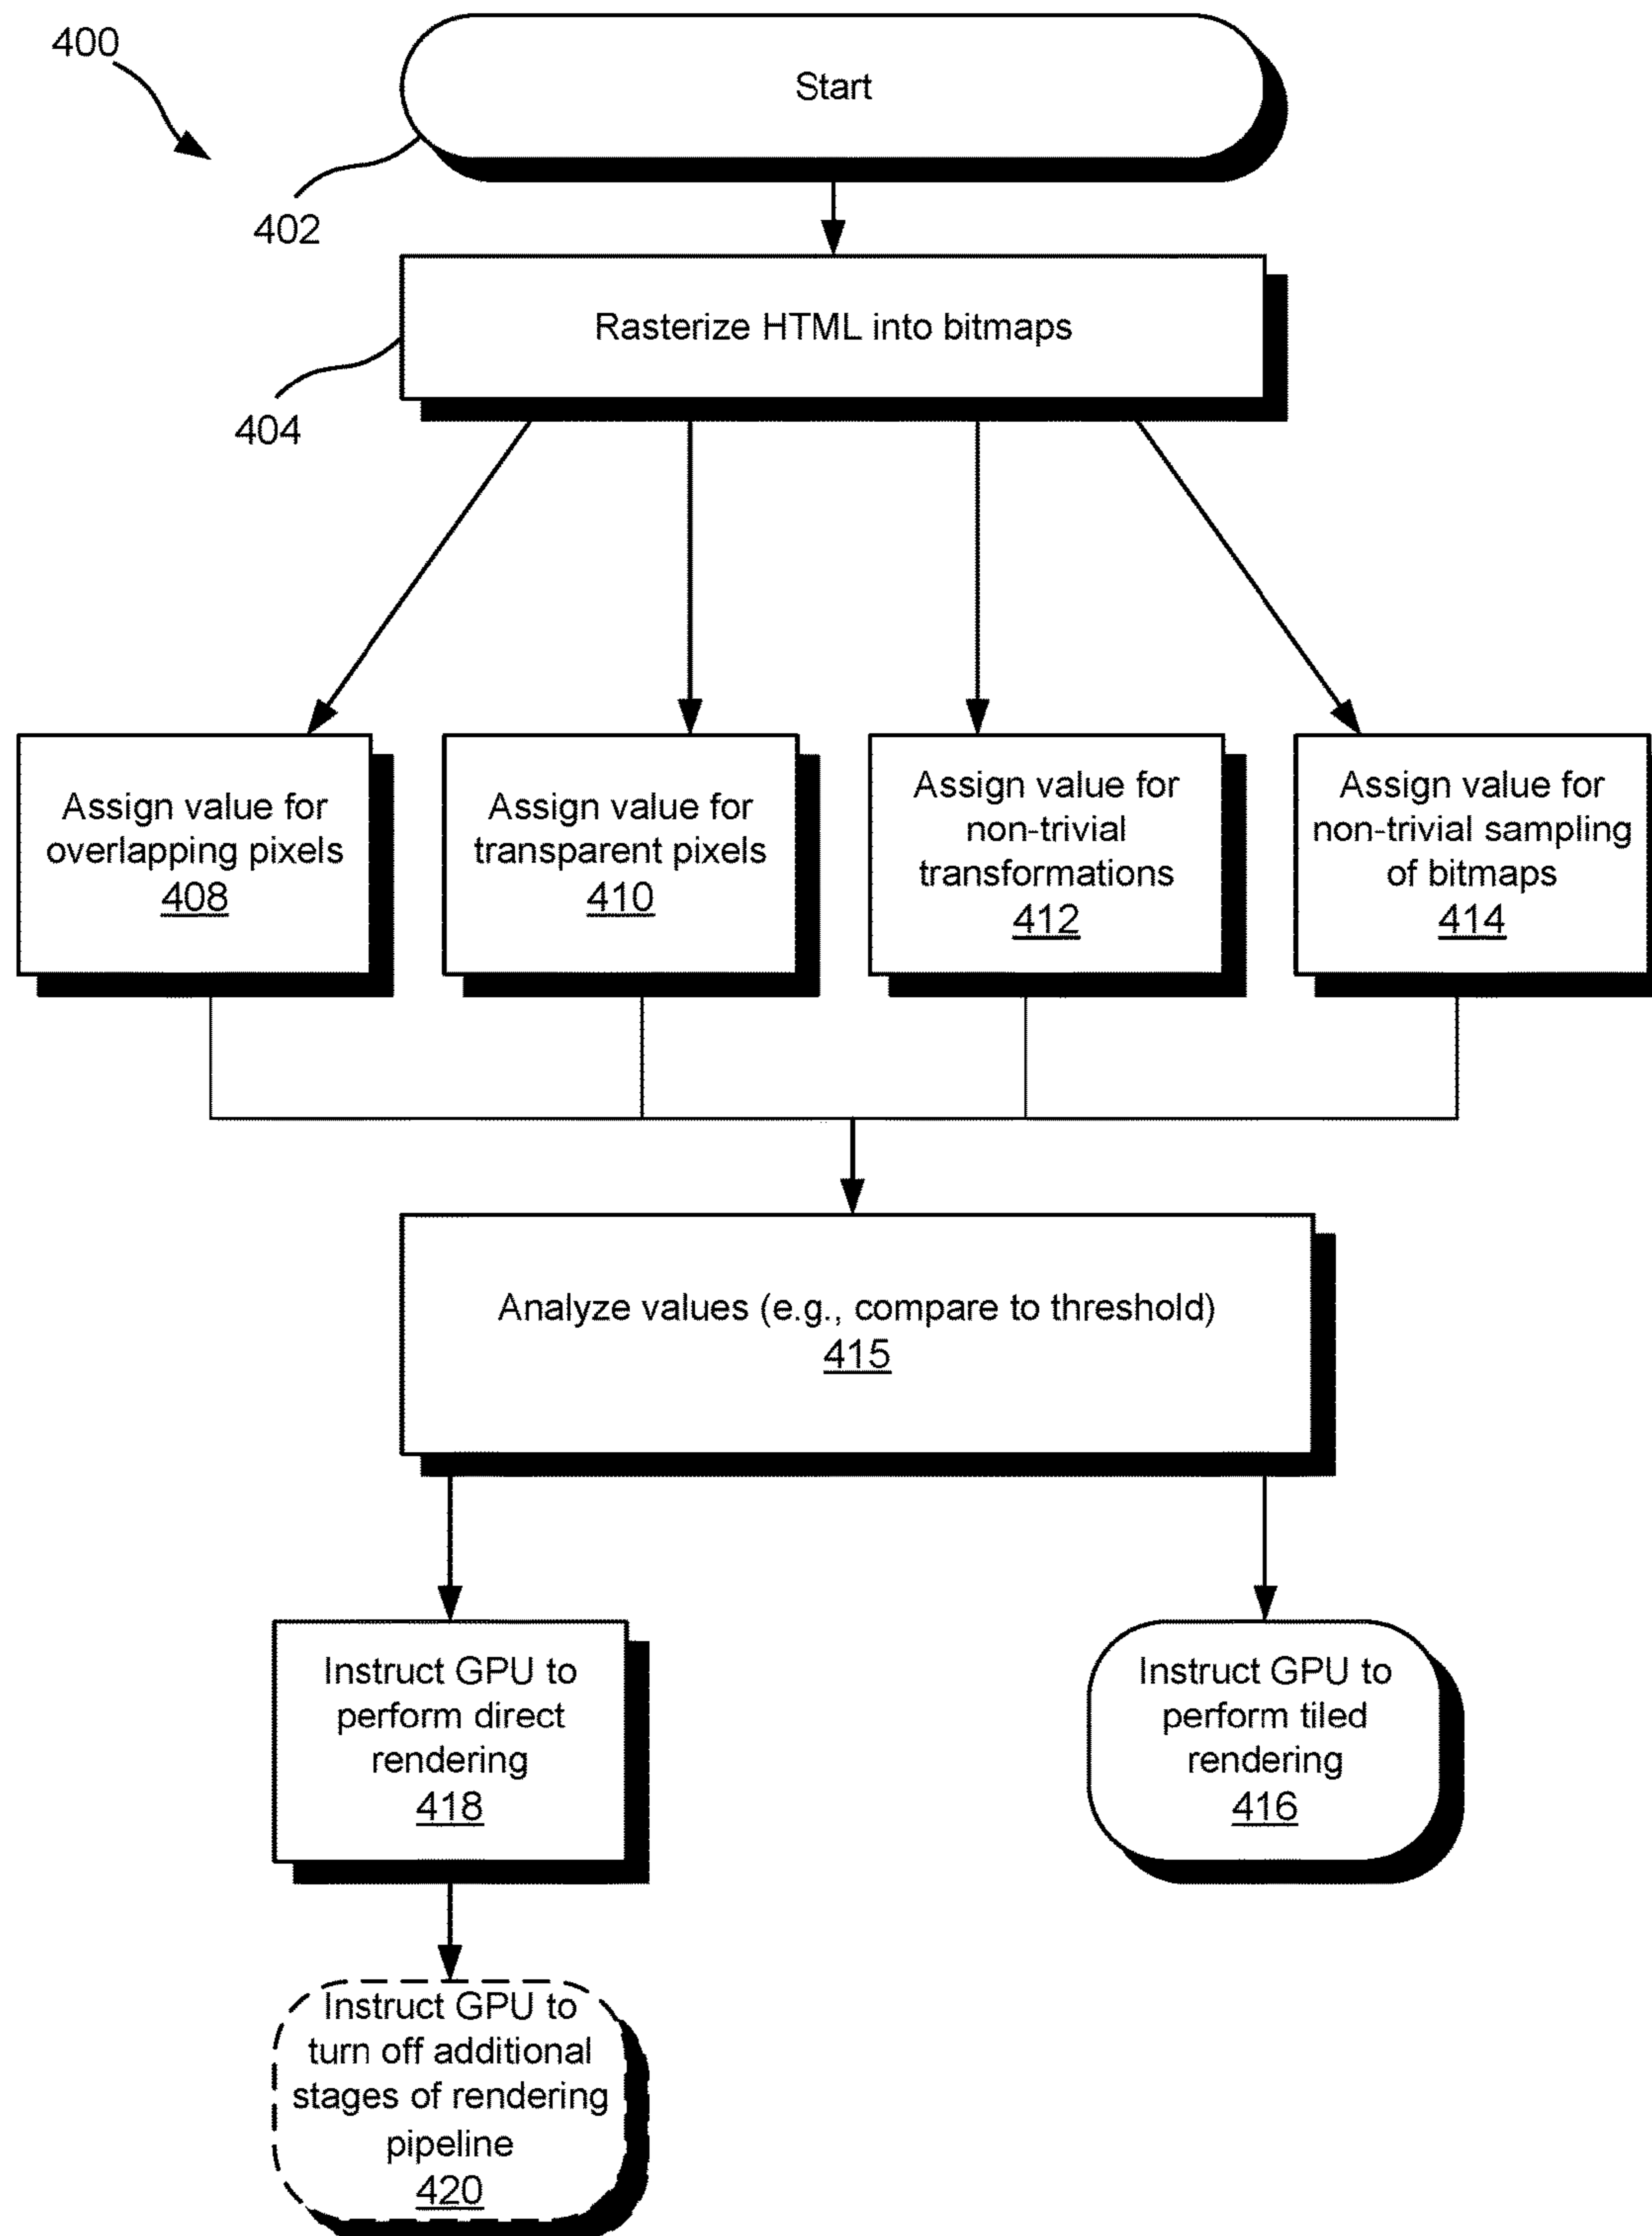 400
Start
402
Rasterize HTML into bitmaps
404
Assign value for
overlapping pixels
408
Assign value for
transparent pixels
410
Assign value for
non-trivial
transformations
412
Assign value for
non-trivial sampling
of bitmaps
414
Analyze values (e.g., compare to threshold)
415
Instruct GPU to
perform direct
rendering
418
Instruct GPU to
perform tiled
rendering
416
Instruct GPU to
turn off additional
stages of rendering
pipeline
420